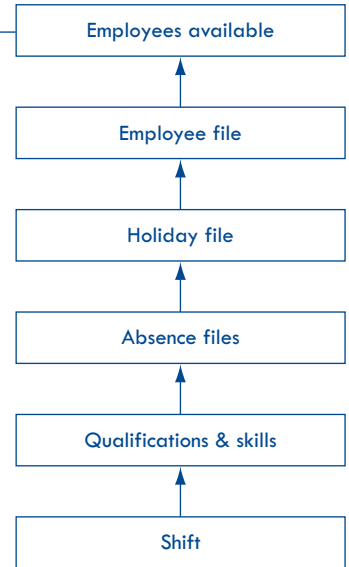 Employees available
Employee file
Holiday file
Absence files
Qualifications & skills
Shift